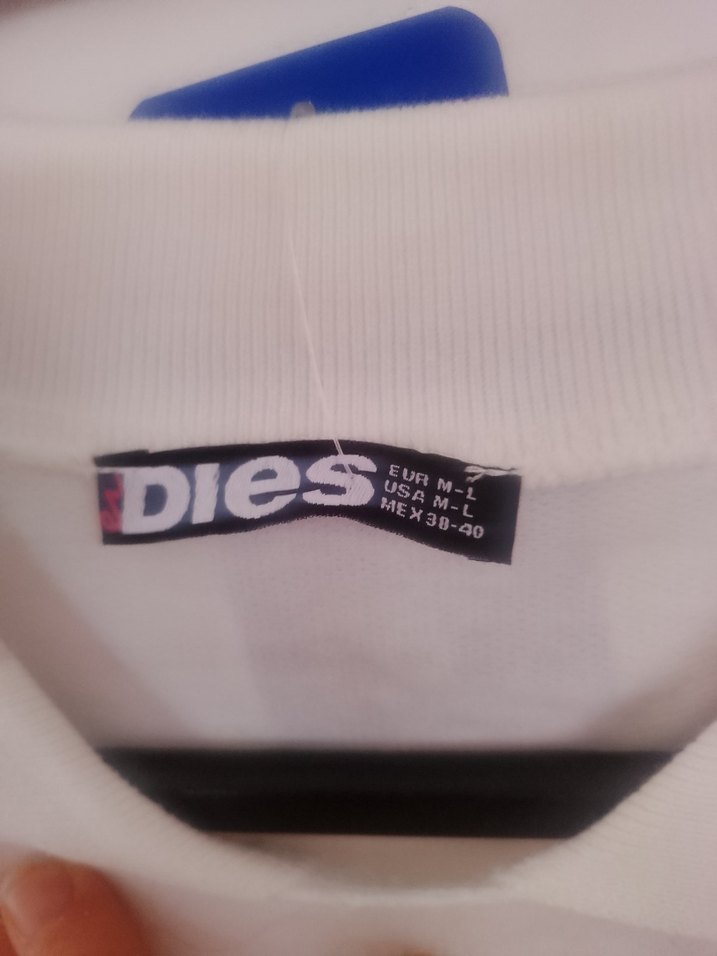 Dies
EUR M-L
USA M-L
MEX 38-40